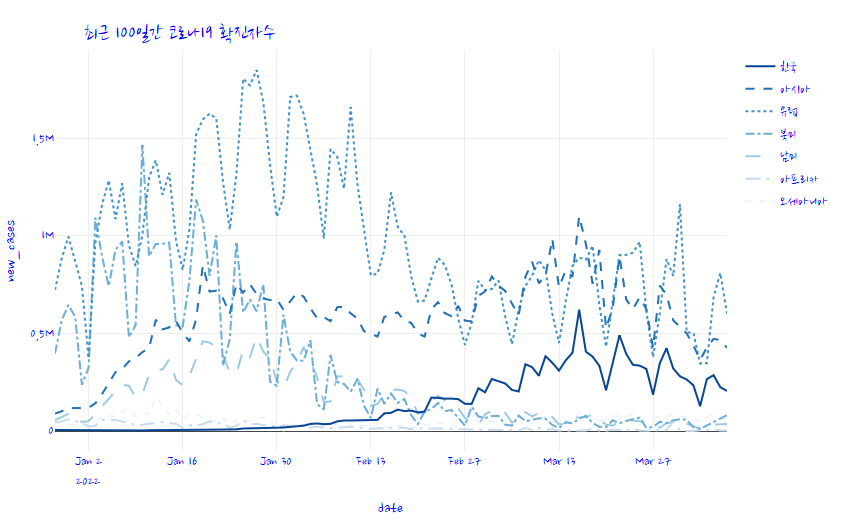 최근 100일간 코로나19 확진자수
한국
아시아
유럽
북미
남미
아프리카
오세아니아
1.5M
1M
0.5M
0
new_cases
Jan 2
2022
Jan 16
Jan 30
Feb 13
Feb 27
Mar 13
Mar 27
date